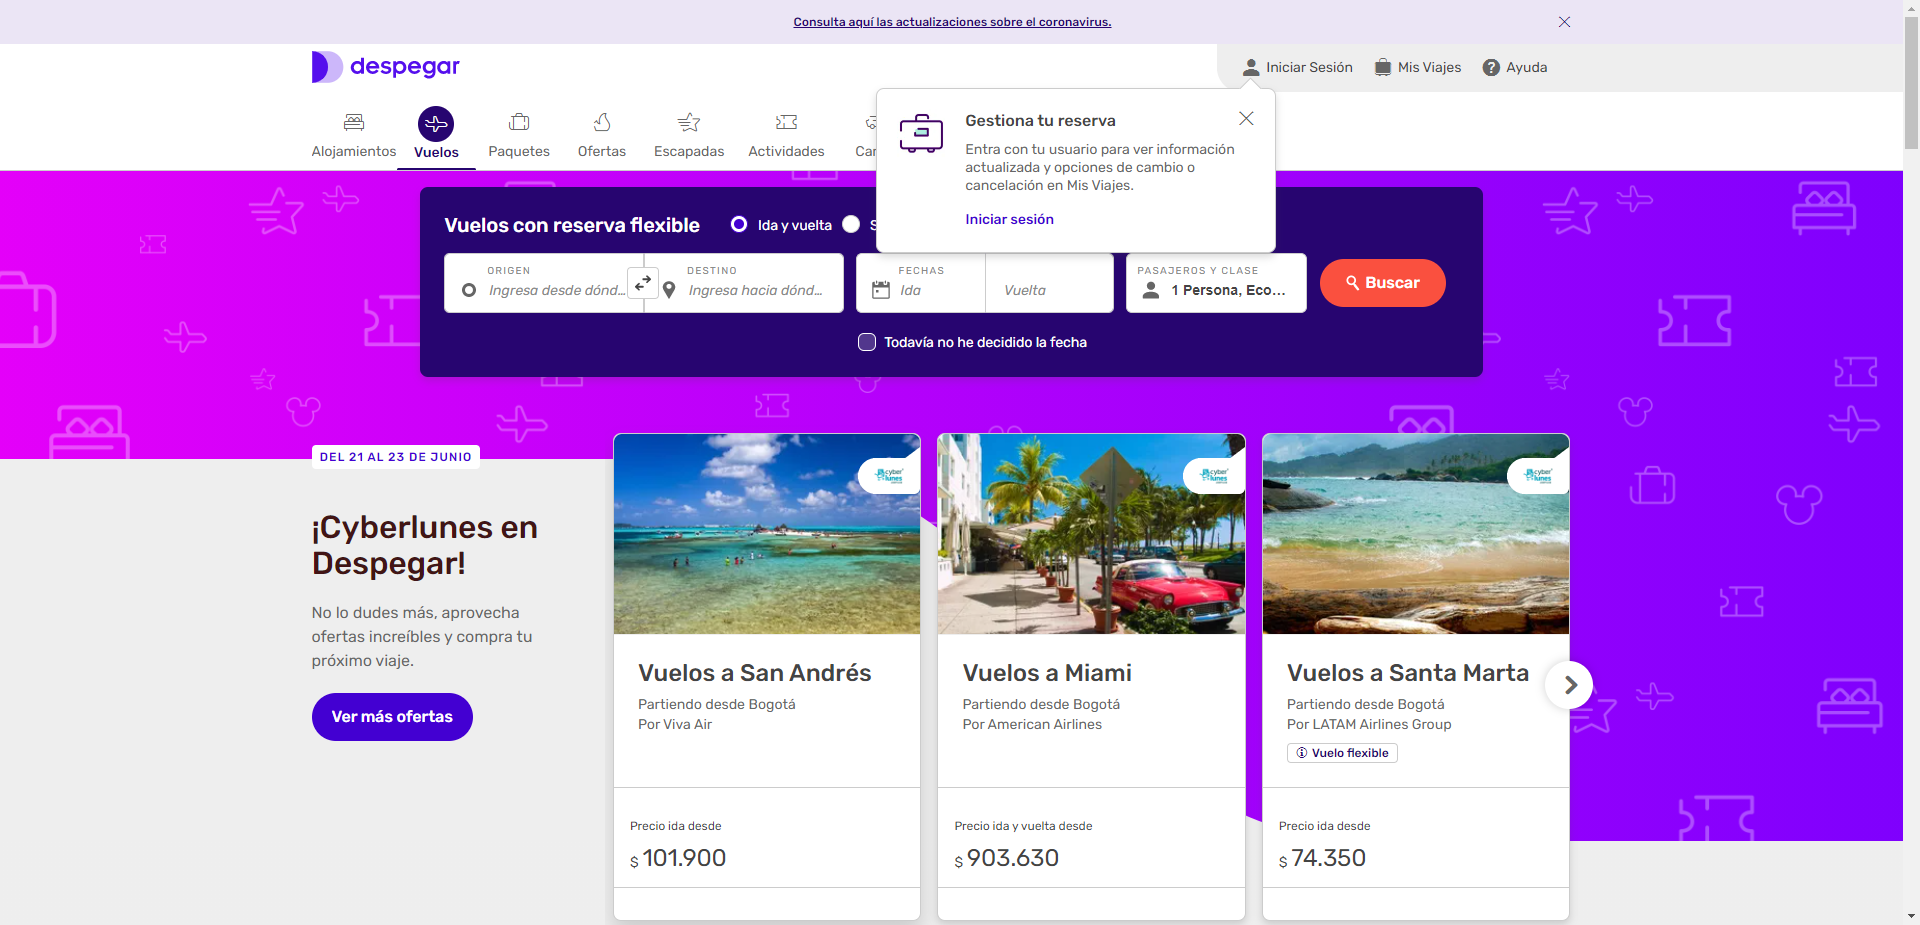 Consulta aquí las actualizaciones sobre el coronavirus.
despegar
Iniciar Sesión
Mis Viajes
Ayuda
Alojamientos
Vuelos
Paquetes
Ofertas
Escapadas
Actividades
Gestiona tu reserva
Entra con tu usuario para ver información
actualizada y opciones de cambio o
cancelación en Mis Viajes.
Iniciar sesión
Vuelos con reserva flexible
Ida y vuelta
ORIGEN
Ingresa desde dónd...
DESTINO
Ingresa hacia dónd...
FECHAS
Ida
Vuelta
PASAJEROS Y CLASE
1 Persona, Eco...
Buscar
Todavía no he decidido la fecha
DEL 21 AL 23 DE JUNIO
¡Cyberlunes en
Despegar!
No lo dudes más, aprovecha
ofertas increíbles y compra tu
próximo viaje.
Ver más ofertas
cyber
lunes
Vuelos a San Andrés
Partiendo desde Bogotá
Por Viva Air
Precio ida desde
$ 101.900
cyber
lunes
Vuelos a Miami
Partiendo desde Bogotá
Por American Airlines
Precio ida y vuelta desde
$ 903.630
cyber
lunes
Vuelos a Santa Marta
Partiendo desde Bogotá
Por LATAM Airlines Group
Vuelo flexible
Precio ida desde
$ 74.350